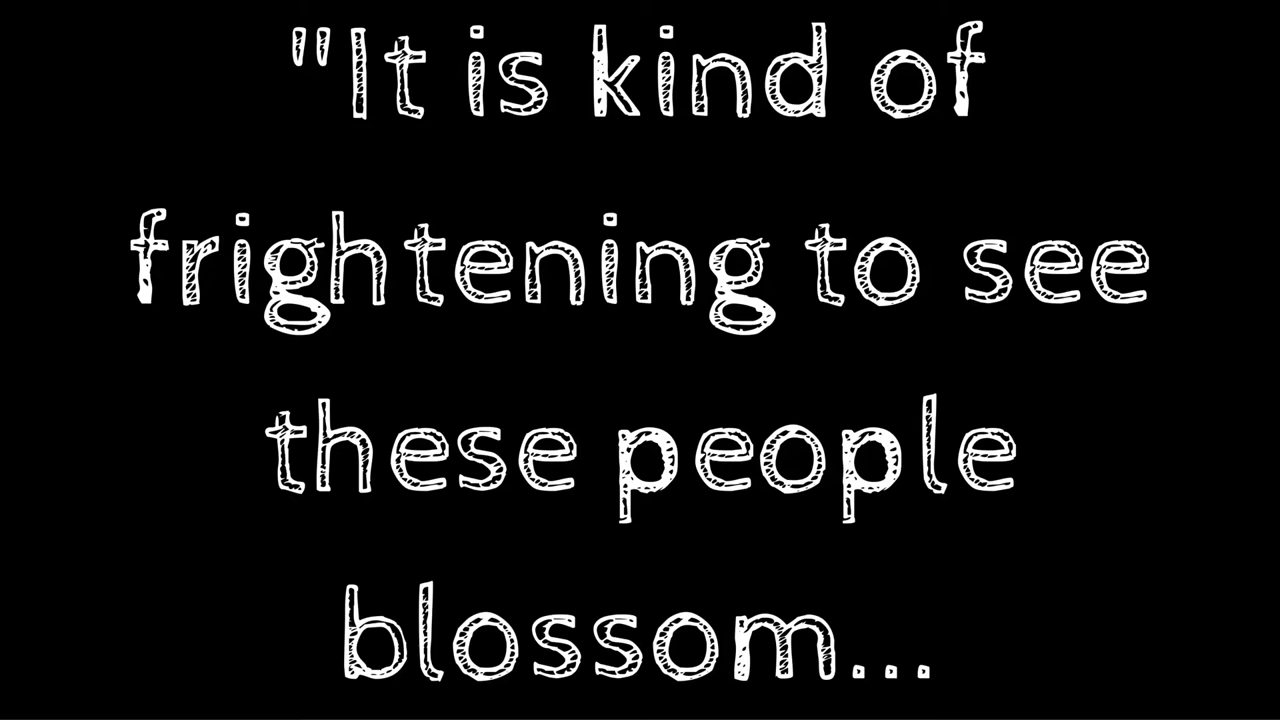 "It is kind of
frightening to see
these people
blossom...